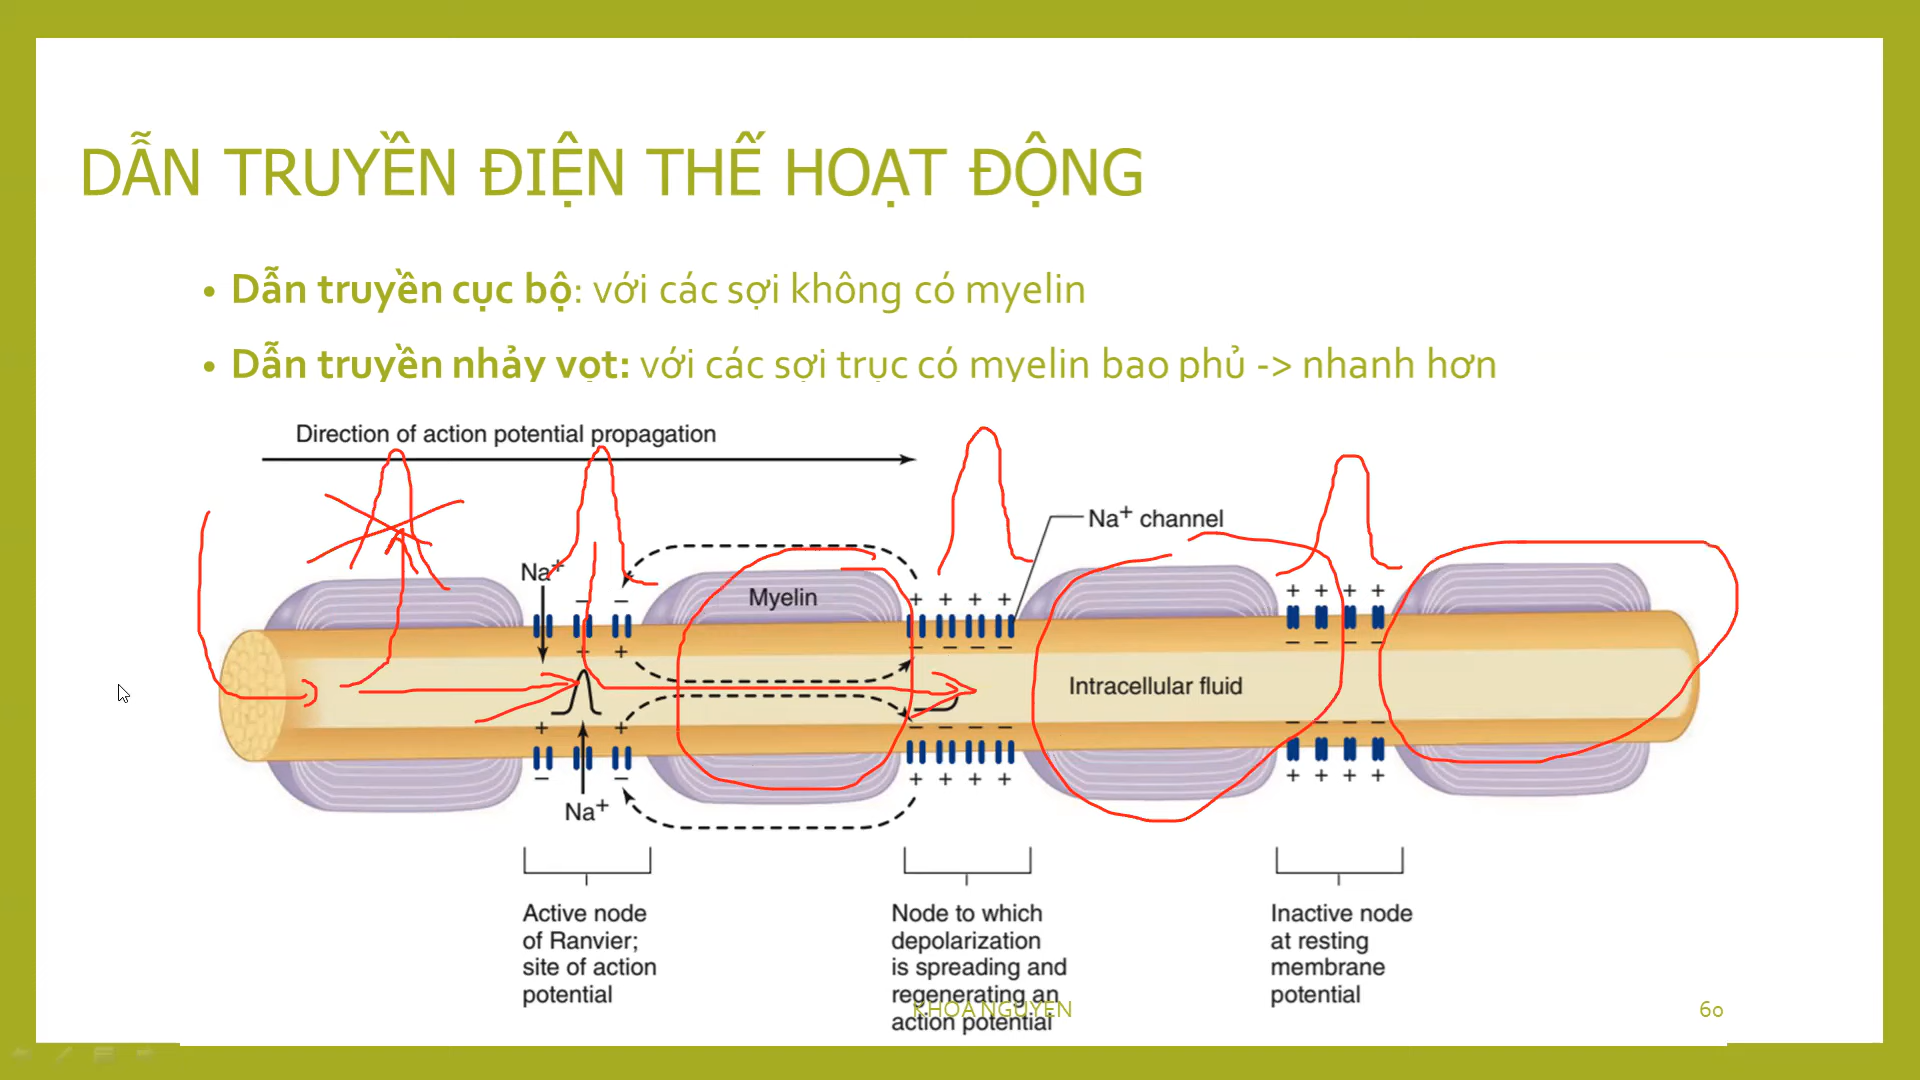 DẪN TRUYỀN ĐIỆN THẾ HOẠT ĐỘNG
• Dẫn truyền cục bộ: với các sợi không có myelin
• Dẫn truyền nhảy vọt: với các sợi trục có myelin bao phủ -> nhanh hơn
Direction of action potential propagation
Na+ channel
Na+
Myelin
− −
+ + + +
+ + + +
+ +
− − − −
− − − −
Intracellular fluid
+ +
− − − −
− − − −
− −
+ + + +
+ + + +
Na+
Active node
of Ranvier;
site of action
potential
Node to which
depolarization
is spreading and
regenerating an
action potential
Inactive node
at resting
membrane
potential
KHOA NGUYEN
60